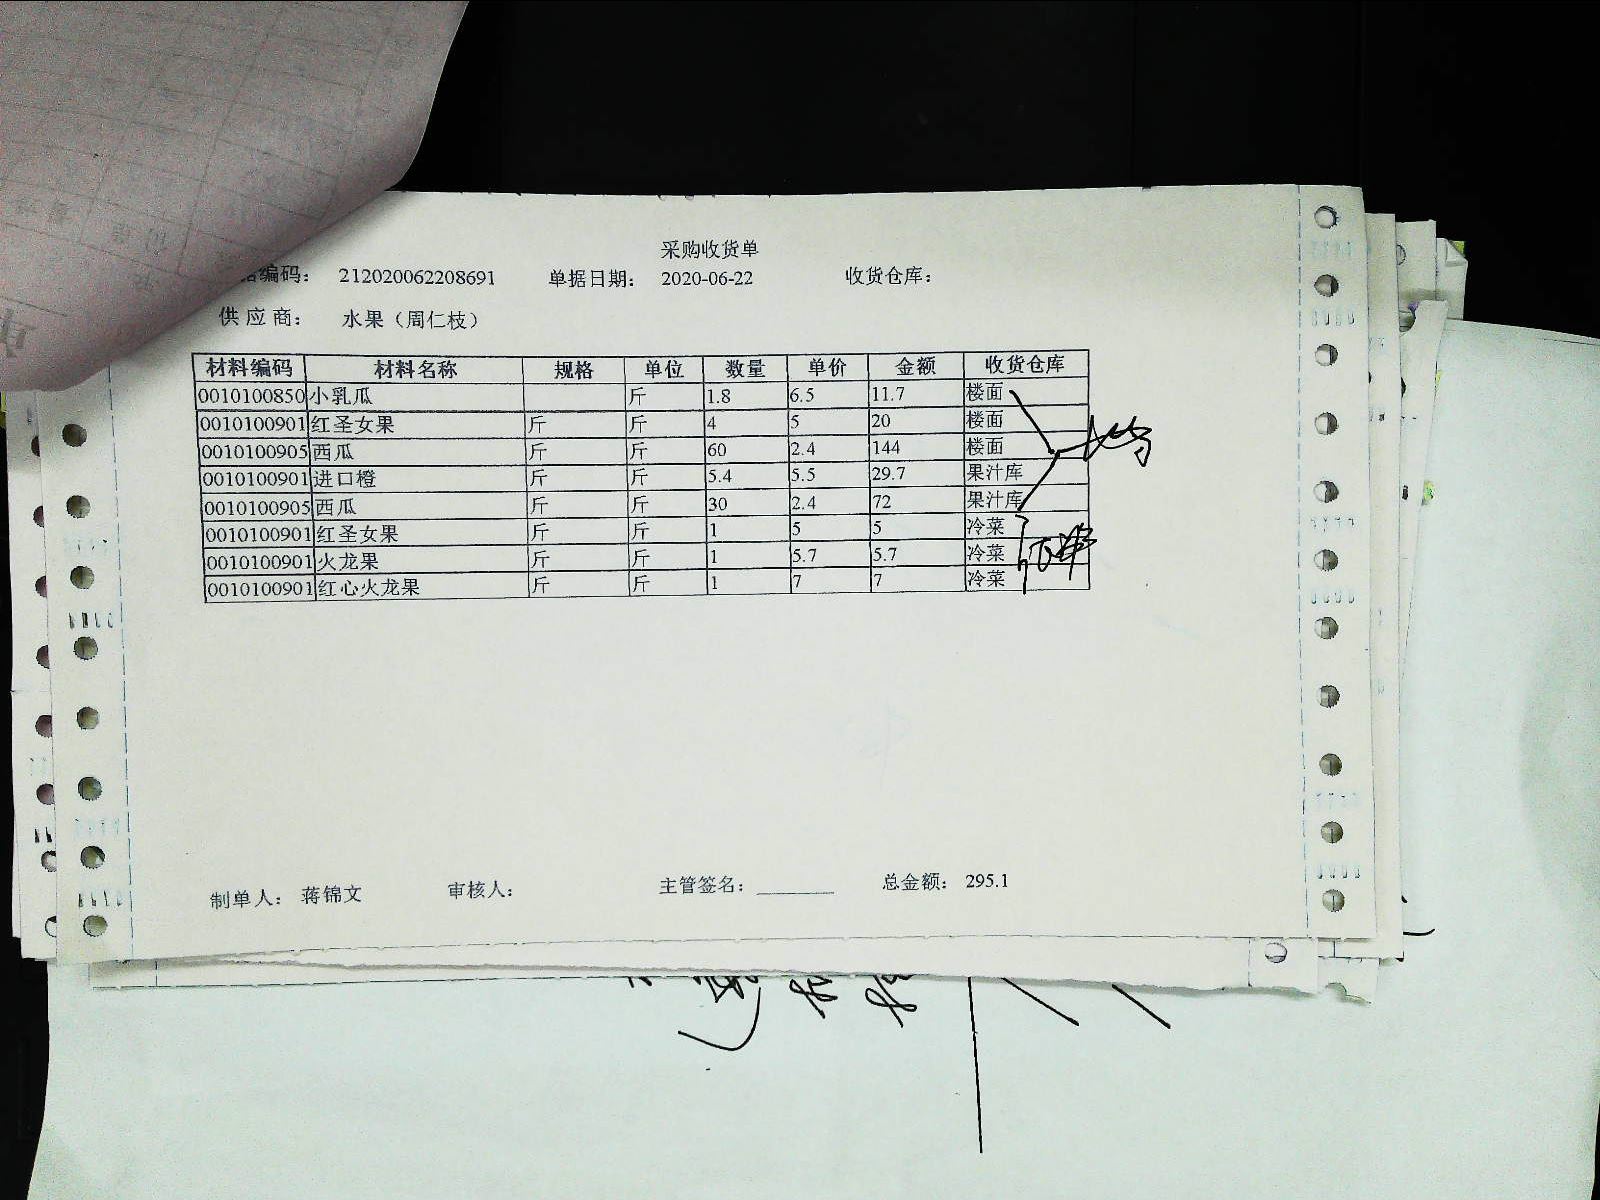 采购收货单
编码： 212020062208691 单据日期： 2020-06-22 收货仓库：
供 应 商： 水果（周仁枝）
材料编码 材料名称 规格 单位 数量 单价 金额 收货仓库
0010100850 小乳瓜 斤 1.8 6.5 11.7 楼面
0010100901 红圣女果 斤 斤 4 5 20 楼面
0010100905 西瓜 斤 斤 60 2.4 144 楼面
0010100901 进口橙 斤 斤 5.4 5.5 29.7 果汁库
0010100905 西瓜 斤 斤 30 2.4 72 果汁库
0010100901 红圣女果 斤 斤 1 5 5 冷菜
0010100901 火龙果 斤 斤 1 5.7 5.7 冷菜
0010100901 红心火龙果 斤 斤 1 7 7 冷菜
制单人： 蒋锦文 审核人： 主管签名： 总金额： 295.1